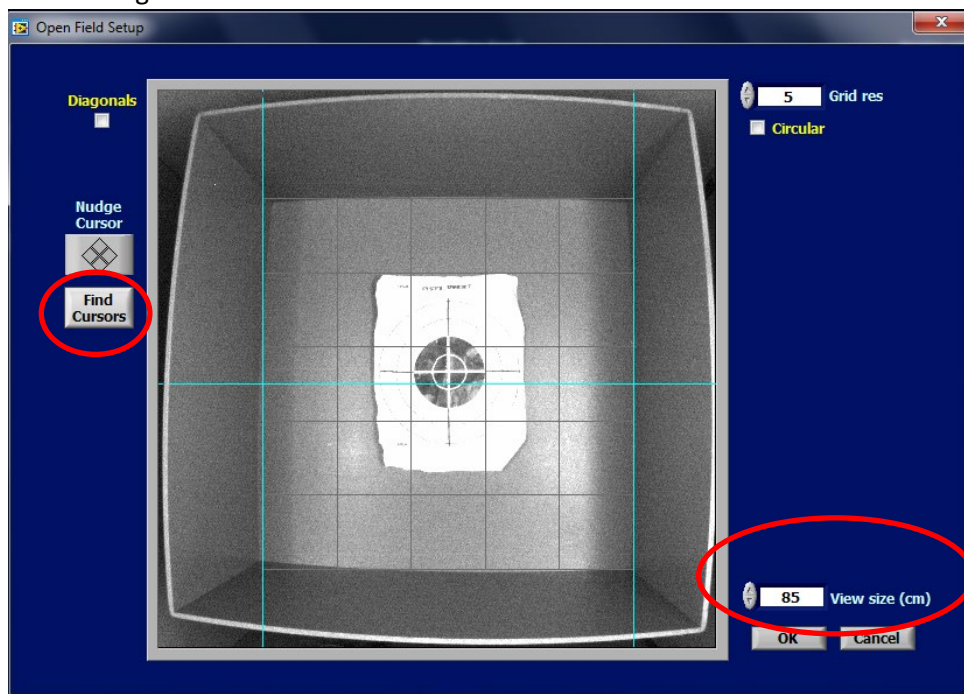 Open Field Setup
X
Diagonals
5 Grid res
Circular
Nudge
Cursor
Find
Cursors
85 View size (cm)
OK Cancel